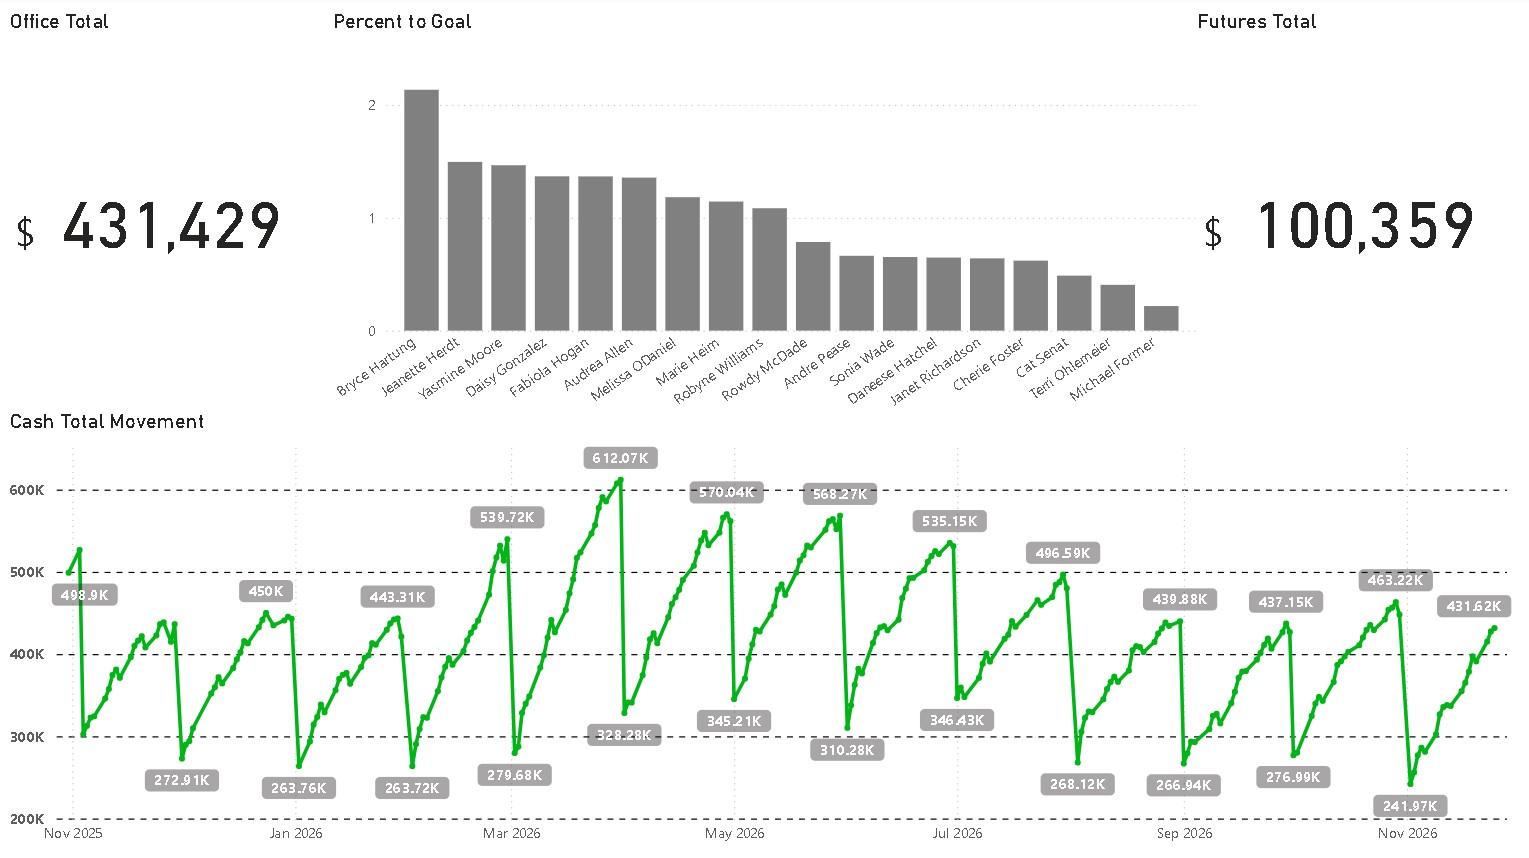 Office Total
Percent to Goal
Futures Total
$ 431,429
2
1
0
Bryce Hartung
Jeanette Herdt
Yasmine Moore
Daisy Gonzalez
Fabiola Hogan
Audrea Allen
Melissa ODaniel
Marie Heim
Robyne Williams
Rowdy McDade
Andre Pease
Sonia Wade
Daneese Hatchel
Janet Richardson
Cherie Foster
Cat Senat
Terri Ohlemeier
Michael Former
$ 100,359
Cash Total Movement
600K
500K
400K
300K
200K
498.9K
272.91K
450K
263.76K
443.31K
263.72K
539.72K
279.68K
612.07K
328.28K
570.04K
345.21K
568.27K
310.28K
535.15K
346.43K
496.59K
268.12K
439.88K
266.94K
437.15K
276.99K
463.22K
241.97K
431.62K
Nov 2025
Jan 2026
Mar 2026
May 2026
Jul 2026
Sep 2026
Nov 2026